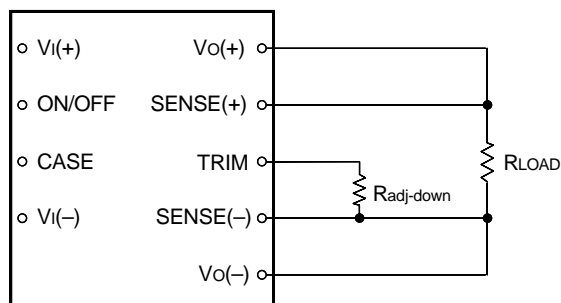 VI(+) VO(+)
ON/OFF SENSE(+)
CASE TRIM RLOAD
Radj-down
VI(–) SENSE(–)
VO(–)